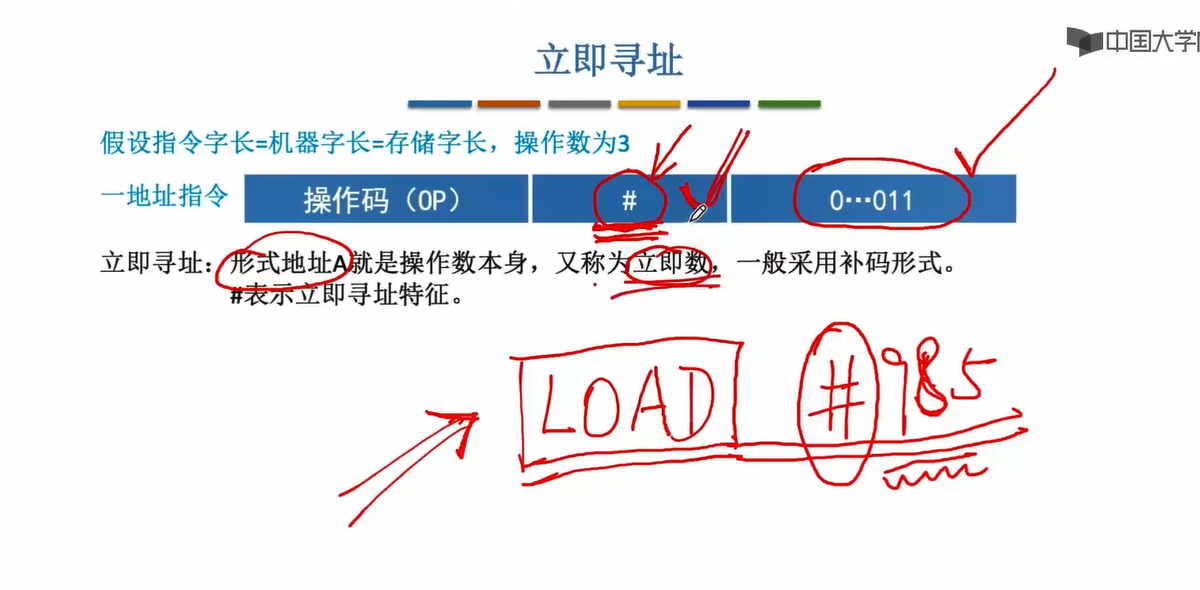 中国大学
立即寻址
假设指令字长=机器字长=存储字长，操作数为3
一地址指令 操作码（OP） # 0…011
立即寻址：形式地址A就是操作数本身，又称为立即数，一般采用补码形式。
#表示立即寻址特征。
LOAD #985